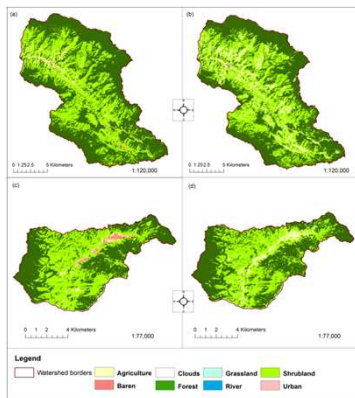 (a)
(b)
0 1.25 2.5 5 Kilometers
1:120,000
0 1.25 2.5 5 Kilometers
1:120,000
(c)
(d)
0 1 2 4 Kilometers
1:77,000
0 1 2 4 Kilometers
1:77,000
Legend
Watershed borders
Agriculture
Clouds
Grassland
Shrubland
Baren
Forest
River
Urban